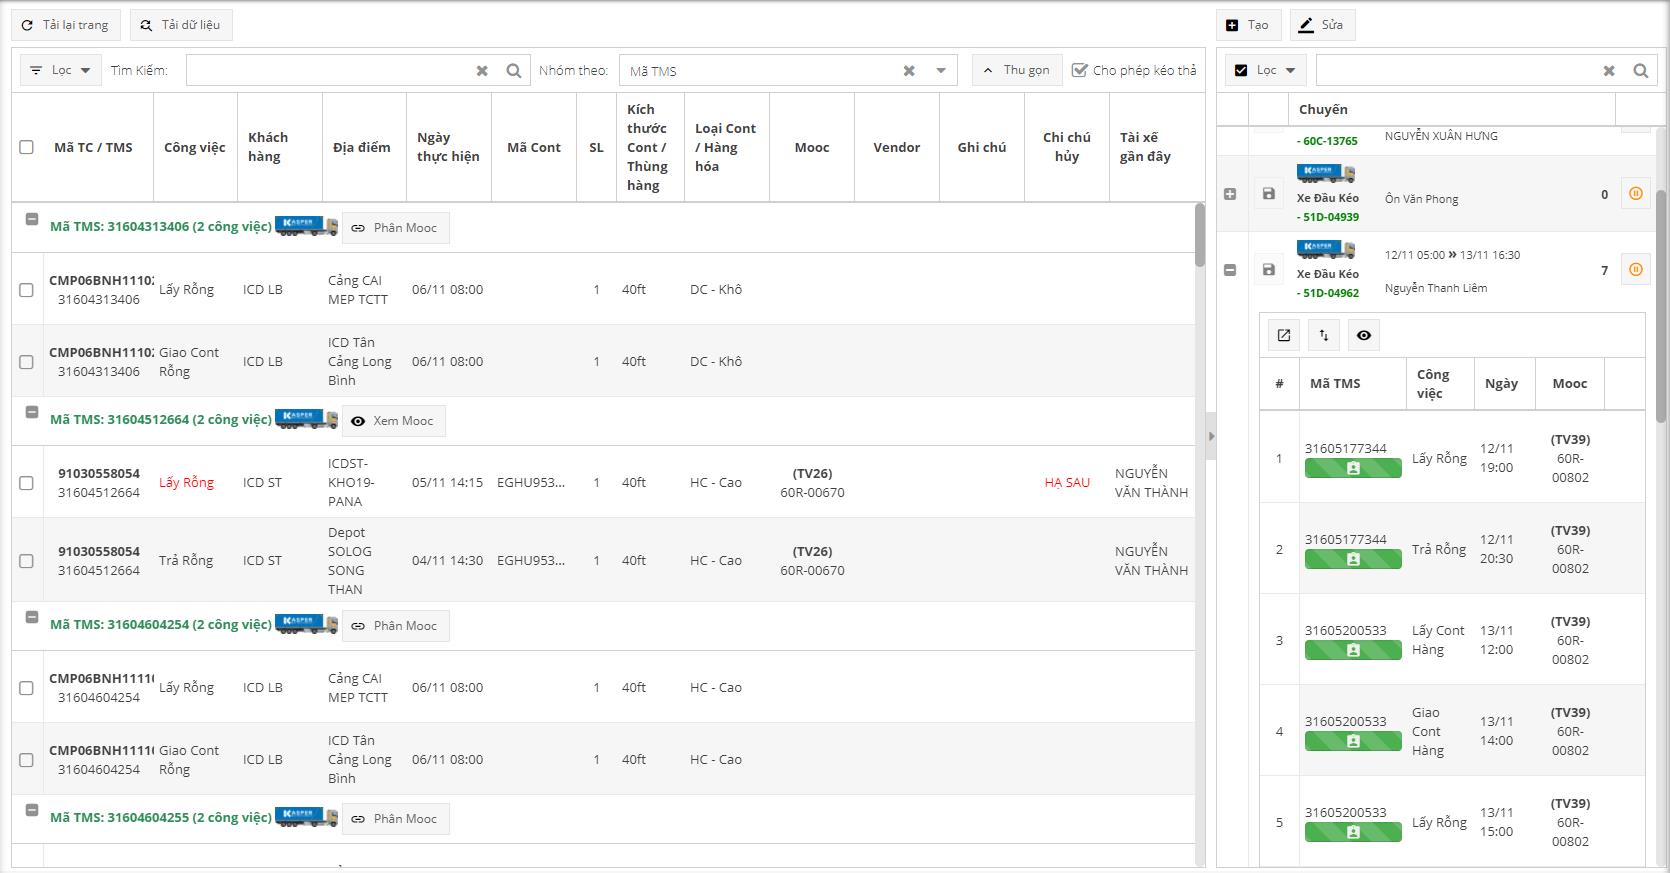 Tải lại trang
Tải dữ liệu
Lọc
Tìm Kiếm:
Nhóm theo:
Mã TMS
Thu gọn
Cho phép kéo thả
Mã TC / TMS
Công việc
Khách
hàng
Địa điểm
Ngày
thực hiện
Mã Cont
SL
Kích
thước
Cont /
Thùng
hàng
Loại Cont
/ Hàng
hóa
Mooc
Vendor
Ghi chú
Chi chú
hủy
Tài xế
gần đây
Mã TMS: 31604313406 (2 công việc)
KASPER
Phân Mooc
CMP06BNH11102
31604313406
Lấy Rỗng
ICD LB
Cảng CAI
MEP TCTT
06/11 08:00
1
40ft
DC - Khô
CMP06BNH11102
31604313406
Giao Cont
Rỗng
ICD LB
ICD Tân
Cảng Long
Bình
06/11 08:00
1
40ft
DC - Khô
Mã TMS: 31604512664 (2 công việc)
KASPER
Xem Mooc
91030558054
31604512664
Lấy Rỗng
ICD ST
ICDST-
KHO19-
PANA
05/11 14:15
EGHU953...
1
40ft
HC - Cao
(TV26)
60R-00670
HẠ SAU
NGUYỄN
VĂN THÀNH
91030558054
31604512664
Trả Rỗng
ICD ST
Depot
SOLOG
SONG
THAN
04/11 14:30
EGHU953...
1
40ft
HC - Cao
(TV26)
60R-00670
NGUYỄN
VĂN THÀNH
Mã TMS: 31604604254 (2 công việc)
KASPER
Phân Mooc
CMP06BNH11110
31604604254
Lấy Rỗng
ICD LB
Cảng CAI
MEP TCTT
06/11 08:00
1
40ft
HC - Cao
CMP06BNH11110
31604604254
Giao Cont
Rỗng
ICD LB
ICD Tân
Cảng Long
Bình
06/11 08:00
1
40ft
HC - Cao
Mã TMS: 31604604255 (2 công việc)
KASPER
Phân Mooc
Tạo
Sửa
Lọc
Chuyến
- 60C-13765
NGUYỄN XUÂN HƯNG
KASPER
Xe Đầu Kéo
- 51D-04939
Ôn Văn Phong
0
KASPER
Xe Đầu Kéo
- 51D-04962
12/11 05:00 » 13/11 16:30
Nguyễn Thanh Liêm
7
#
Mã TMS
Công
việc
Ngày
Mooc
1
31605177344
Lấy Rỗng
12/11
19:00
(TV39)
60R-
00802
2
31605177344
Trả Rỗng
12/11
20:30
(TV39)
60R-
00802
3
31605200533
Lấy Cont
Hàng
13/11
12:00
(TV39)
60R-
00802
4
31605200533
Giao
Cont
Hàng
13/11
14:00
(TV39)
60R-
00802
5
31605200533
Lấy Rỗng
13/11
15:00
(TV39)
60R-
00802